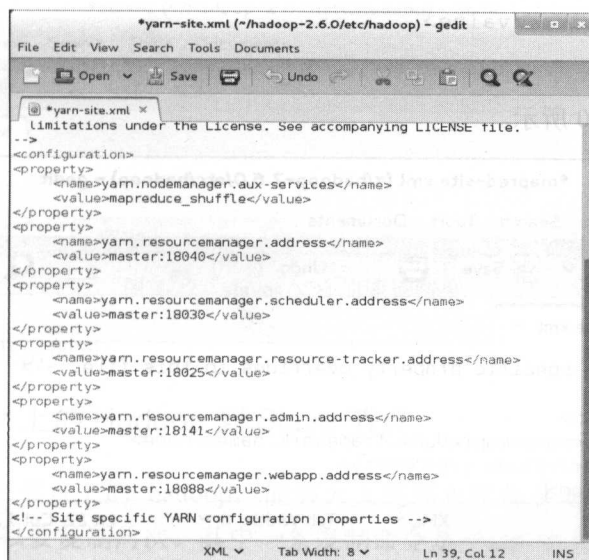 *yarn-site.xml (~/hadoop-2.6.0/etc/hadoop) - gedit
File Edit View Search Tools Documents
Open Save Undo
*yarn-site.xml ×
limitations under the License. See accompanying LICENSE file.
-->
<configuration>
<property>
<name>yarn.nodemanager.aux-services</name>
<value>mapreduce_shuffle</value>
</property>
<property>
<name>yarn.resourcemanager.address</name>
<value>master:18040</value>
</property>
<property>
<name>yarn.resourcemanager.scheduler.address</name>
<value>master:18030</value>
</property>
<property>
<name>yarn.resourcemanager.resource-tracker.address</name>
<value>master:18025</value>
</property>
<property>
<name>yarn.resourcemanager.admin.address</name>
<value>master:18141</value>
</property>
<property>
<name>yarn.resourcemanager.webapp.address</name>
<value>master:18088</value>
</property>
<!-- Site specific YARN configuration properties -->
</configuration>
XML Tab Width: 8 Ln 39, Col 12 INS